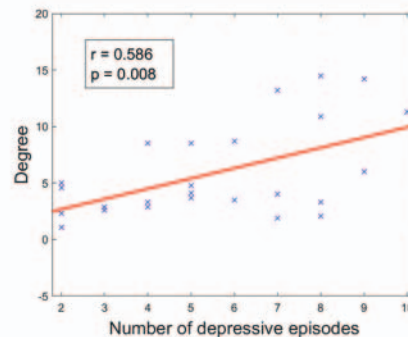 20
15
10
5
0
-5
Degree
r = 0.586
p = 0.008
2 3 4 5 6 7 8 9 10
Number of depressive episodes